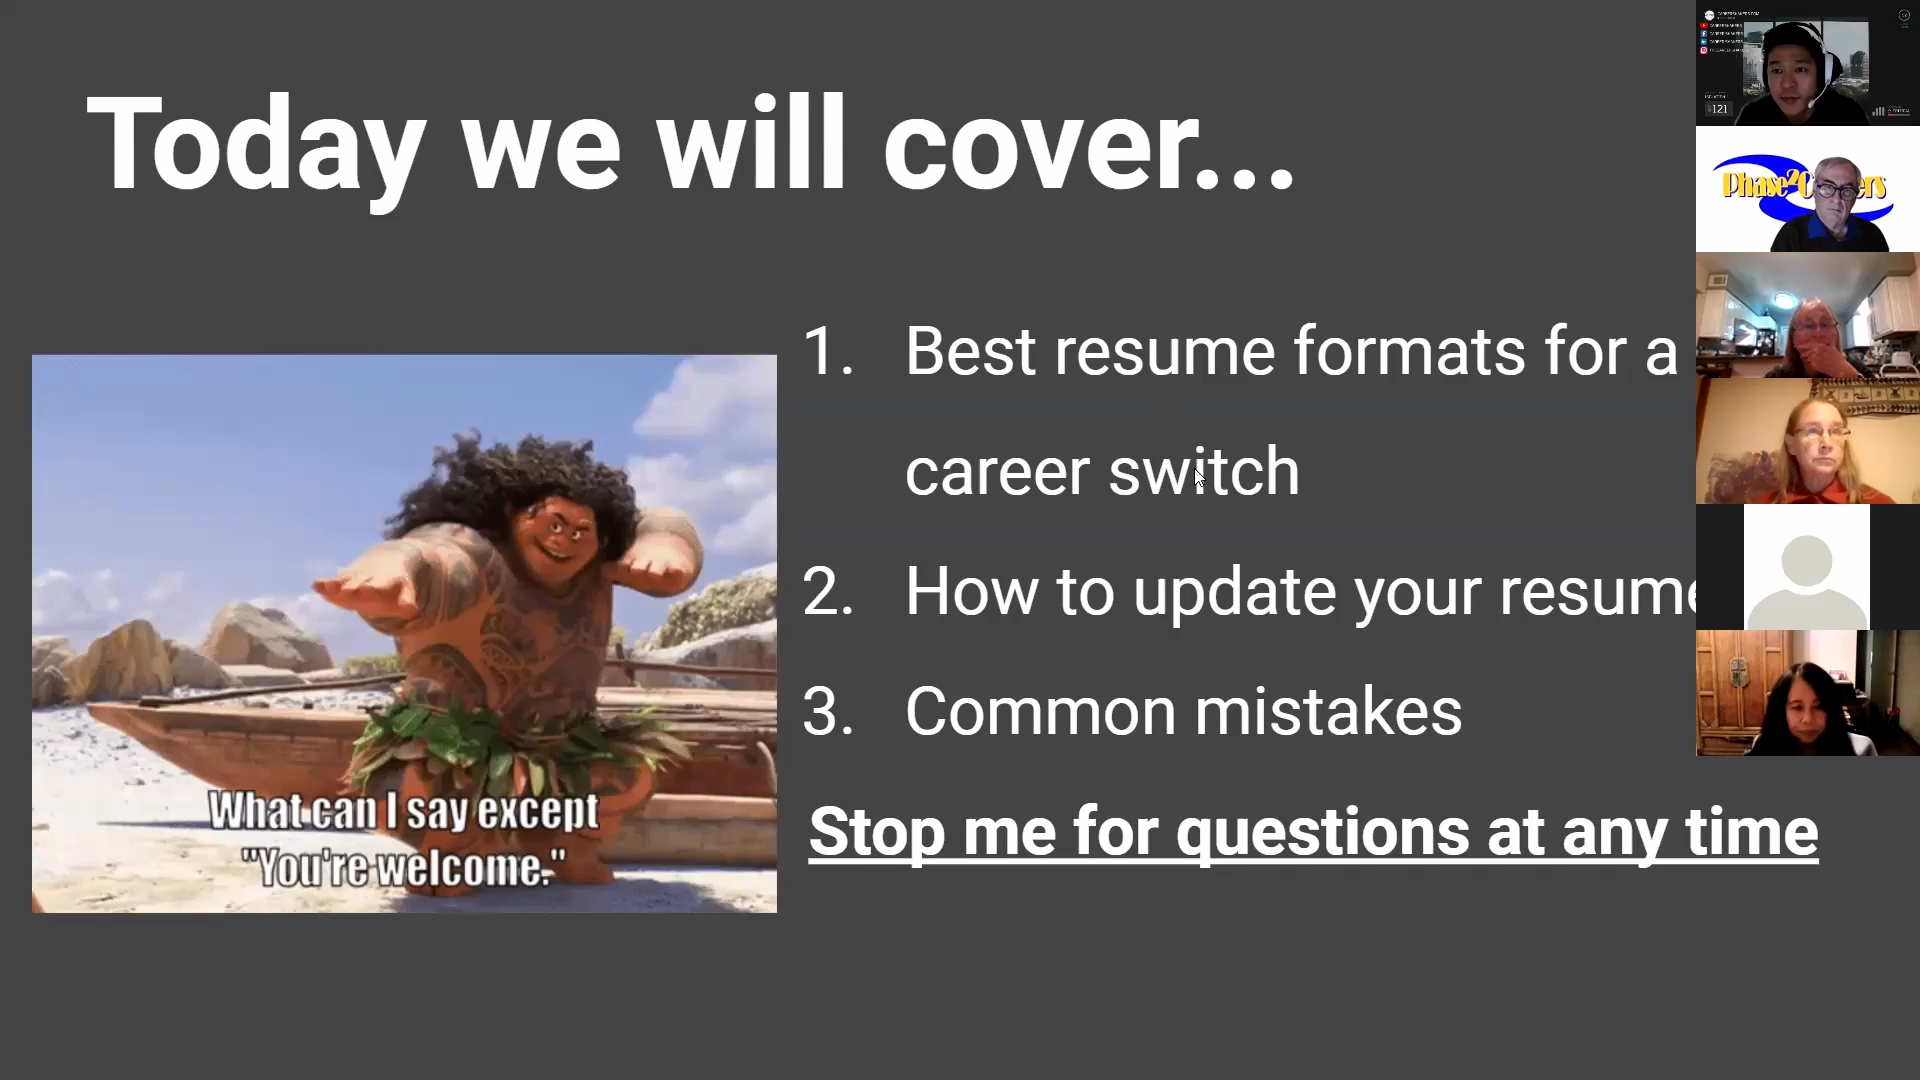 Today we will cover...
1. Best resume formats for a
career switch
2. How to update your resume
3. Common mistakes
Stop me for questions at any time
What can I say except
"You're welcome."
121